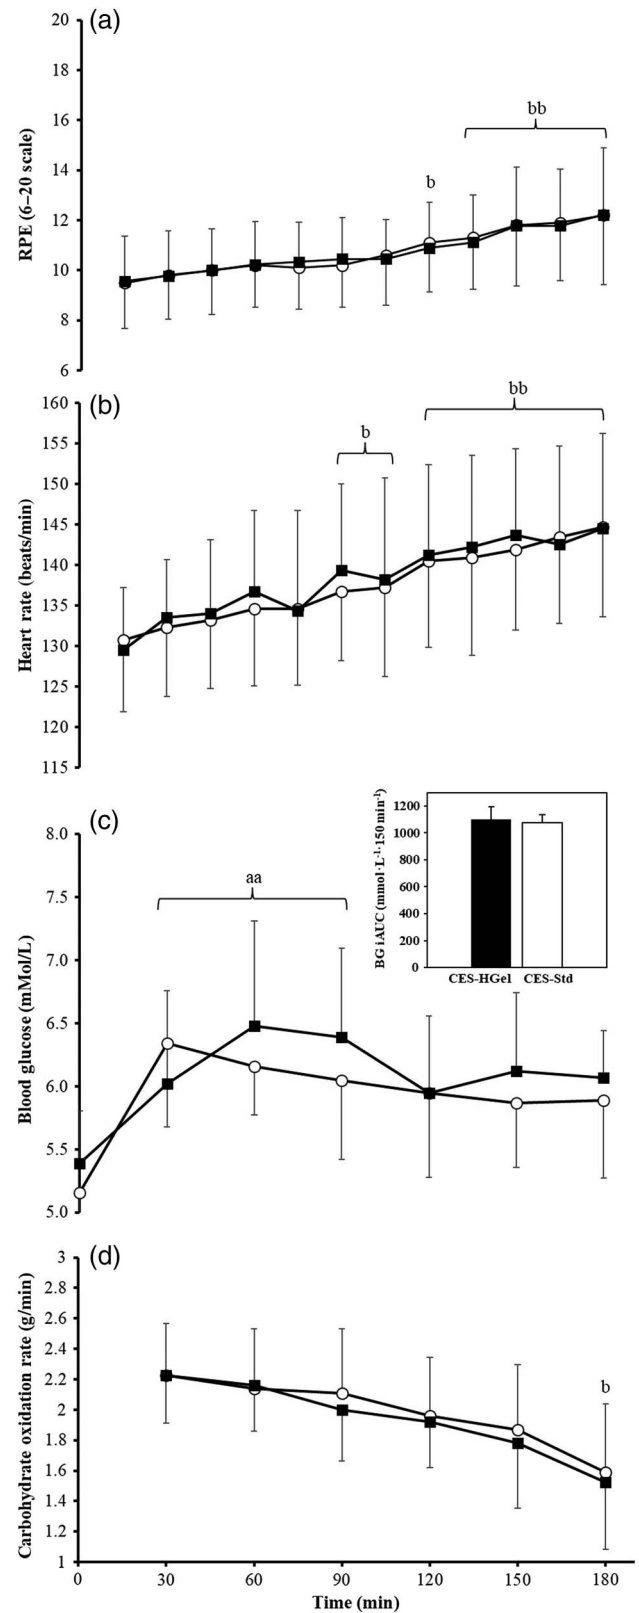 (a)
20
18
16
14
12
10
8
6
RPE (6–20 scale)
b
bb
(b)
160
155
150
145
140
135
130
125
120
115
Heart rate (beats/min)
b
bb
(c)
8.0
7.5
7.0
6.5
6.0
5.5
5.0
Blood glucose (mMol/L)
aa
1200
1000
800
600
400
200
0
BG iAUC (mmol·L⁻¹·150 min⁻¹)
CES-HGel CES-Std
(d)
3
2.8
2.6
2.4
2.2
2
1.8
1.6
1.4
1.2
1
Carbohydrate oxidation rate (g/min)
b
0 30 60 90 120 150 180
Time (min)